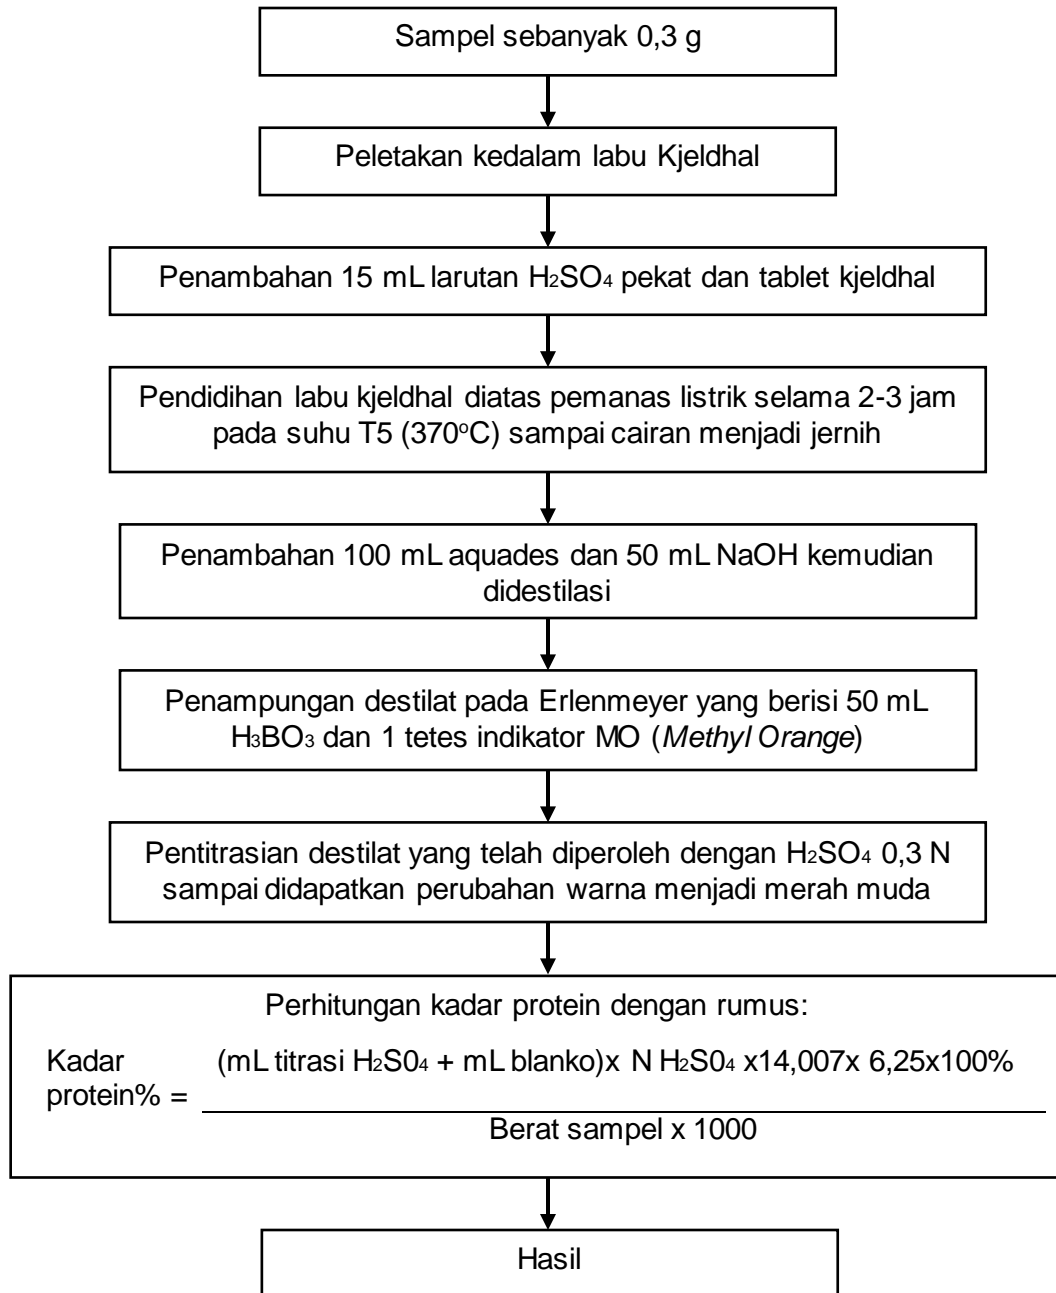 Sampel sebanyak 0,3 g
Peletakan kedalam labu Kjeldhal
Penambahan 15 mL larutan H₂SO₄ pekat dan tablet kjeldhal
Pendidihan labu kjeldhal diatas pemanas listrik selama 2-3 jam
pada suhu T5 (370°C) sampai cairan menjadi jernih
Penambahan 100 mL aquades dan 50 mL NaOH kemudian
didestilasi
Penampungan destilat pada Erlenmeyer yang berisi 50 mL
H₃BO₃ dan 1 tetes indikator MO (Methyl Orange)
Pentitrasian destilat yang telah diperoleh dengan H₂SO₄ 0,3 N
sampai didapatkan perubahan warna menjadi merah muda
Perhitungan kadar protein dengan rumus:
Kadar protein% =
(mL titrasi H₂S0₄ + mL blanko)x N H₂S0₄ x14,007x 6,25x100%
Berat sampel x 1000
Hasil